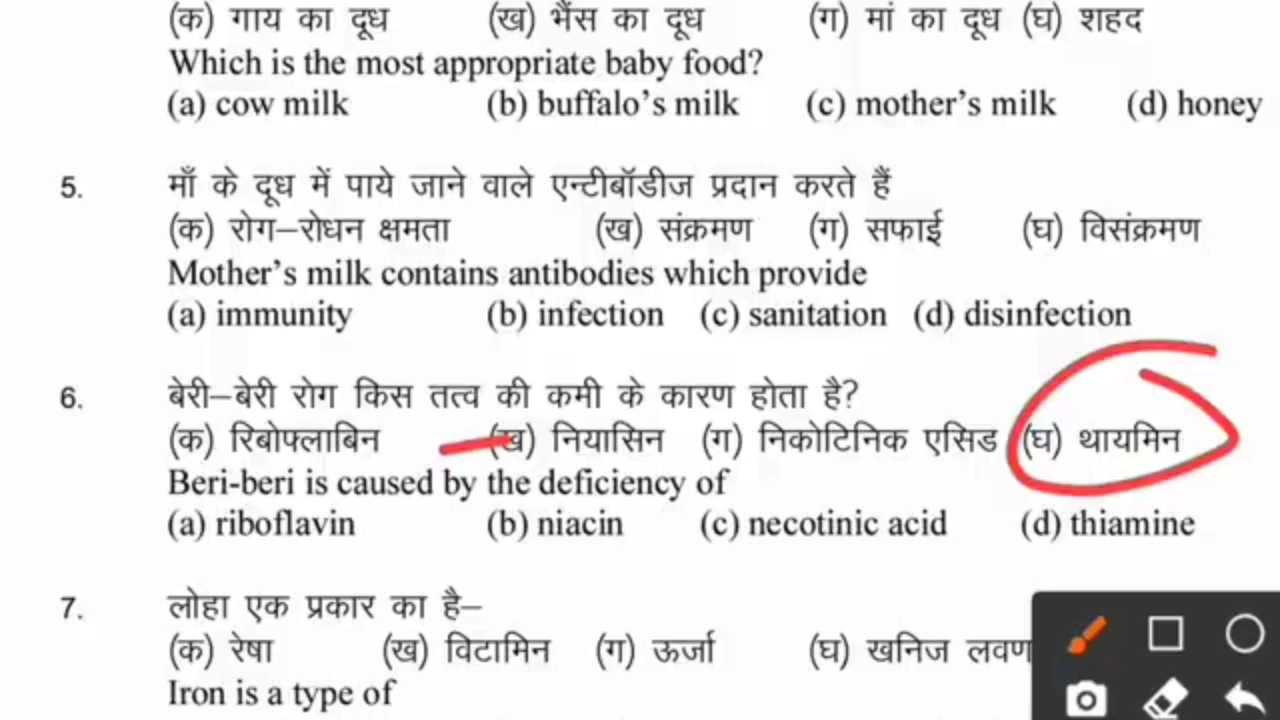 (क) गाय का दूध (ख) भैंस का दूध (ग) मां का दूध (घ) शहद
Which is the most appropriate baby food?
(a) cow milk (b) buffalo's milk (c) mother's milk (d) honey
5. माँ के दूध में पाये जाने वाले एन्टीबॉडीज प्रदान करते हैं
(क) रोग–रोधन क्षमता (ख) संक्रमण (ग) सफाई (घ) विसंक्रमण
Mother's milk contains antibodies which provide
(a) immunity (b) infection (c) sanitation (d) disinfection
6. बेरी–बेरी रोग किस तत्व की कमी के कारण होता है?
(क) रिबोफ्लाबिन (ख) नियासिन (ग) निकोटिनिक एसिड (घ) थायमिन
Beri-beri is caused by the deficiency of
(a) riboflavin (b) niacin (c) necotinic acid (d) thiamine
7. लोहा एक प्रकार का है–
(क) रेषा (ख) विटामिन (ग) ऊर्जा (घ) खनिज लवण
Iron is a type of